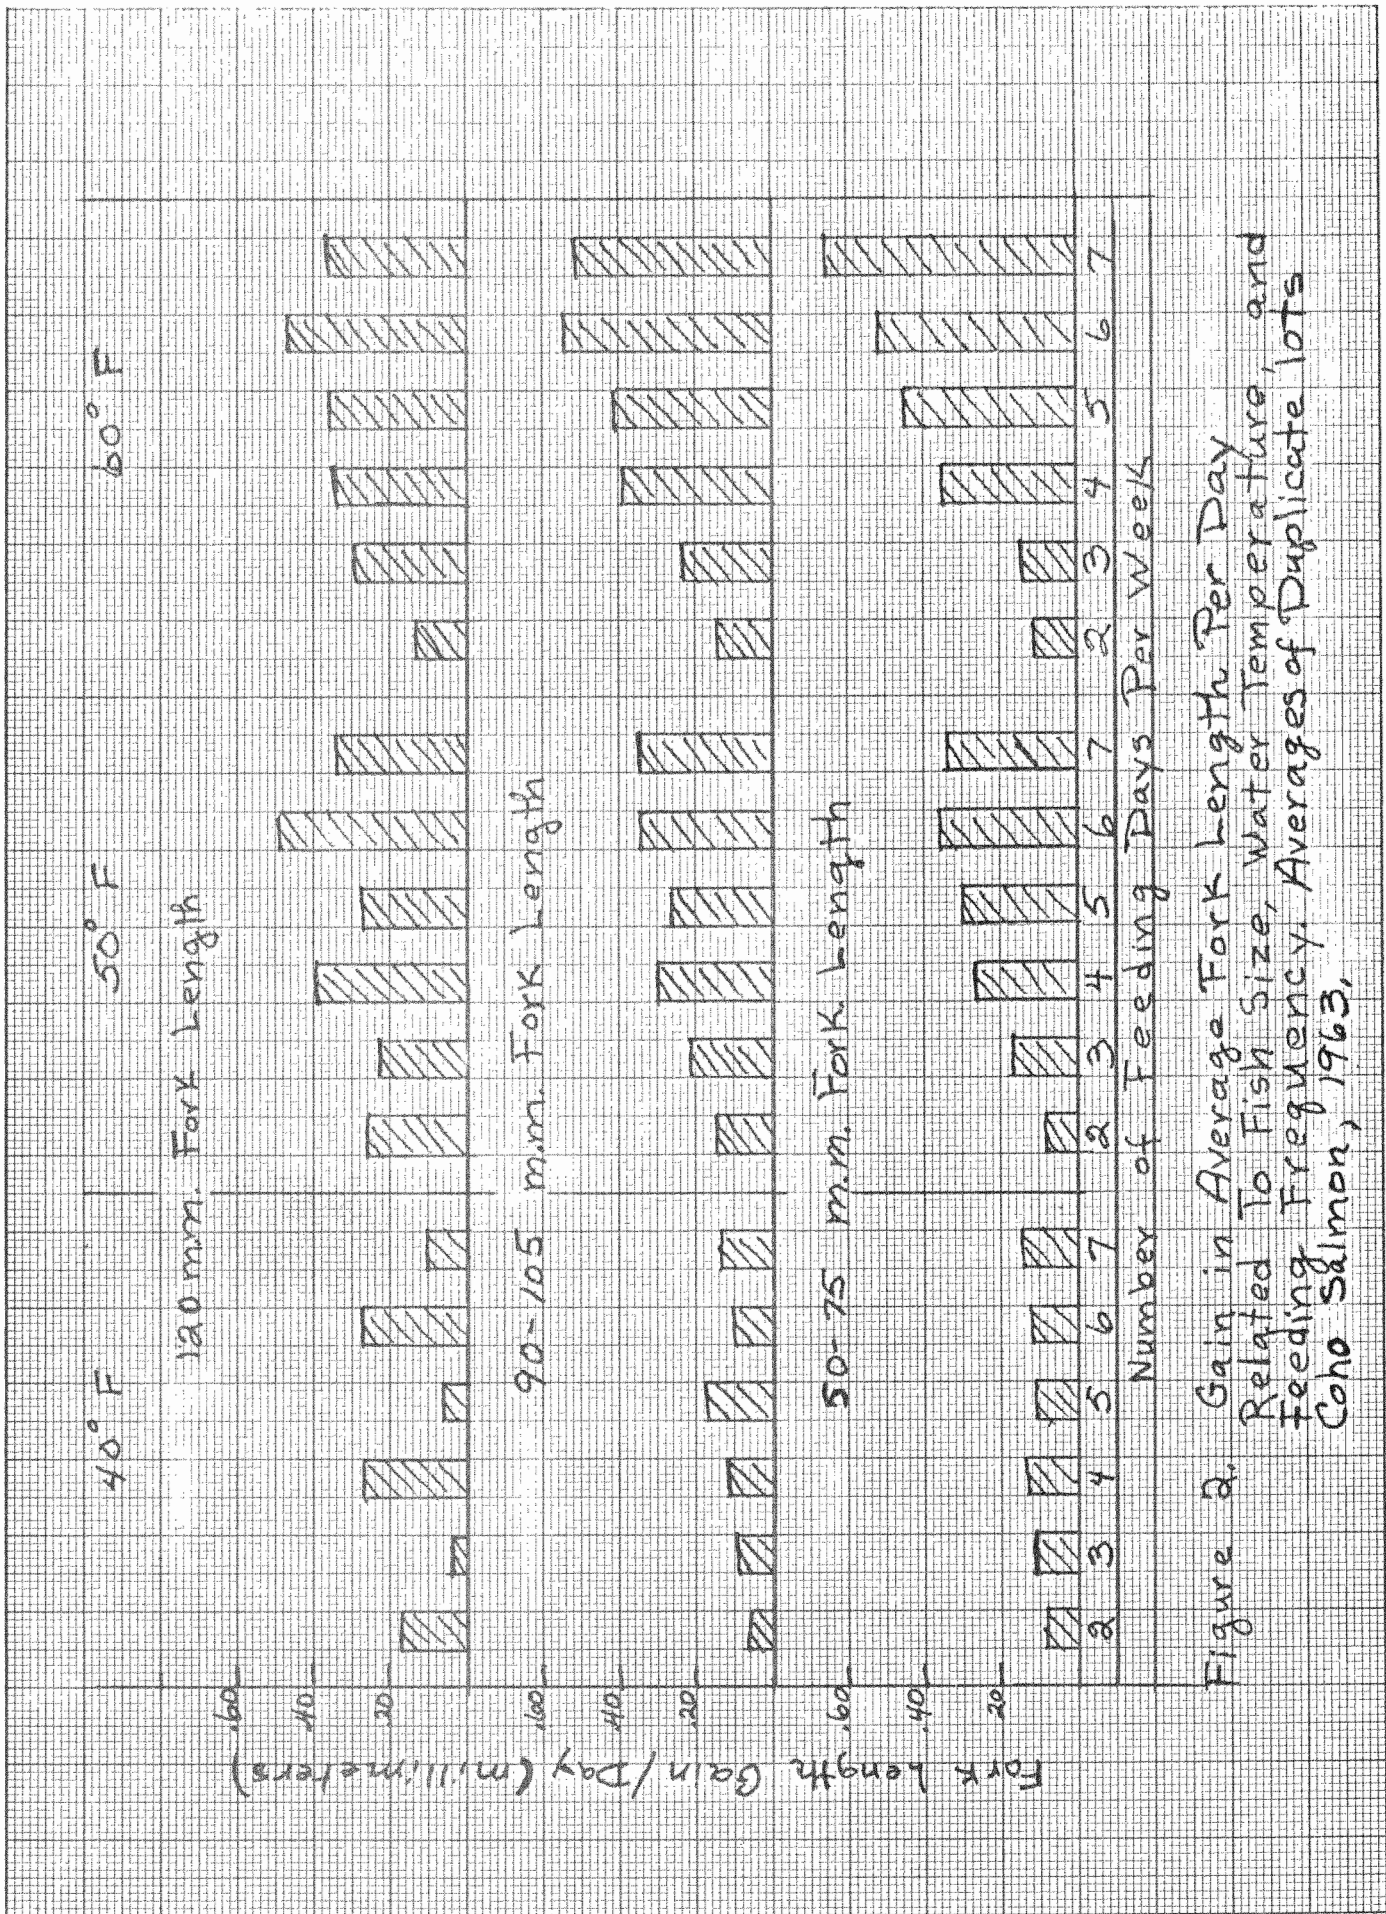 40° F 50° F 60° F
120 m.m. Fork Length
.60
.40
.20
90-105 m.m. Fork Length
.60
.40
.20
50-75 m.m. Fork Length
.60
.40
.20
Fork Length Gain/Day (millimeters)
2 3 4 5 6 7 2 3 4 5 6 7 2 3 4 5 6 7
Number of Feeding Days Per Week
Figure 2. Gain in Average Fork Length Per Day
Related To Fish Size, Water Temperature, and
Feeding Frequency. Averages of Duplicate loTs
Coho Salmon, 1963.